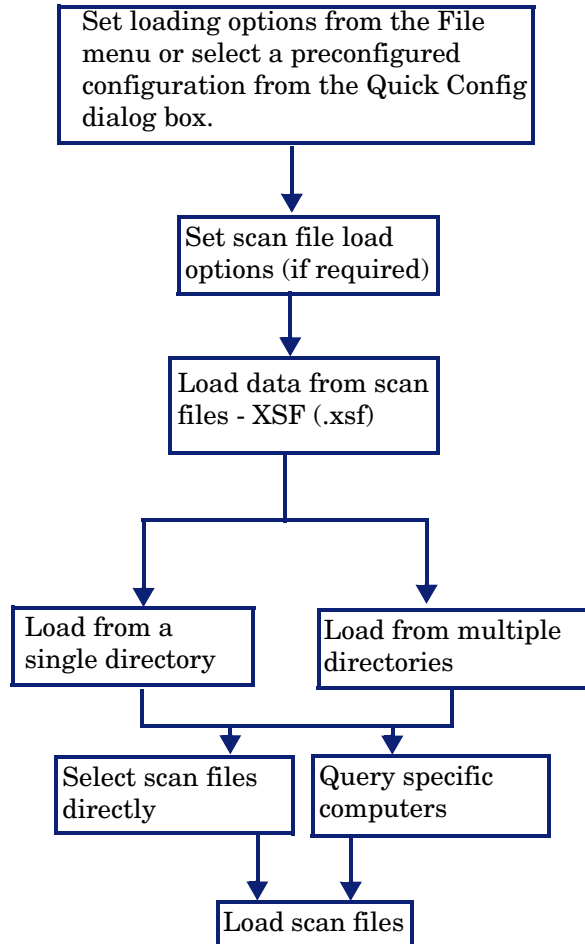 Set loading options from the File
menu or select a preconfigured
configuration from the Quick Config
dialog box.
Set scan file load
options (if required)
Load data from scan
files - XSF (.xsf)
Load from a
single directory
Load from multiple
directories
Select scan files
directly
Query specific
computers
Load scan files